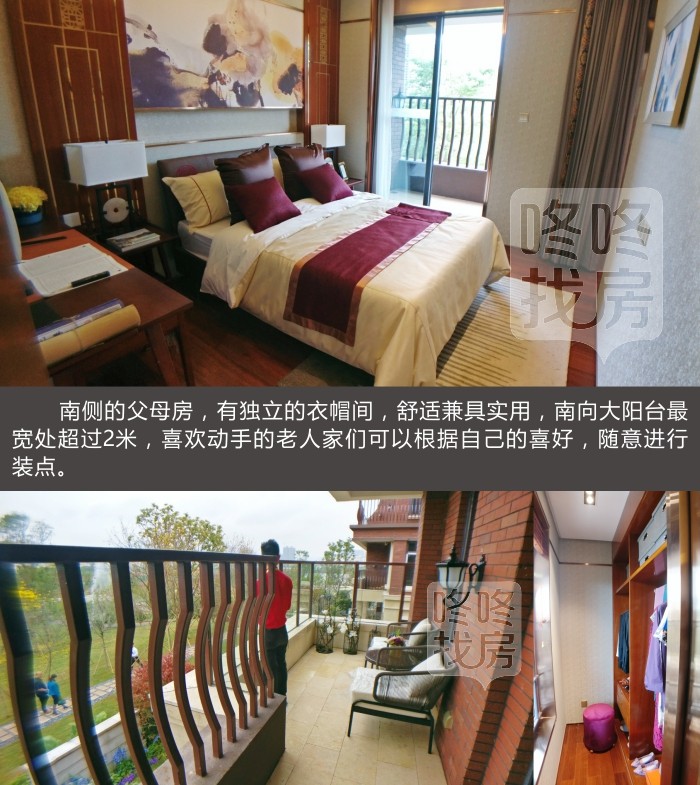 咚咚
找房
南侧的父母房，有独立的衣帽间，舒适兼具实用，南向大阳台最
宽处超过2米，喜欢动手的老人家们可以根据自己的喜好，随意进行
装点。
咚咚
找房